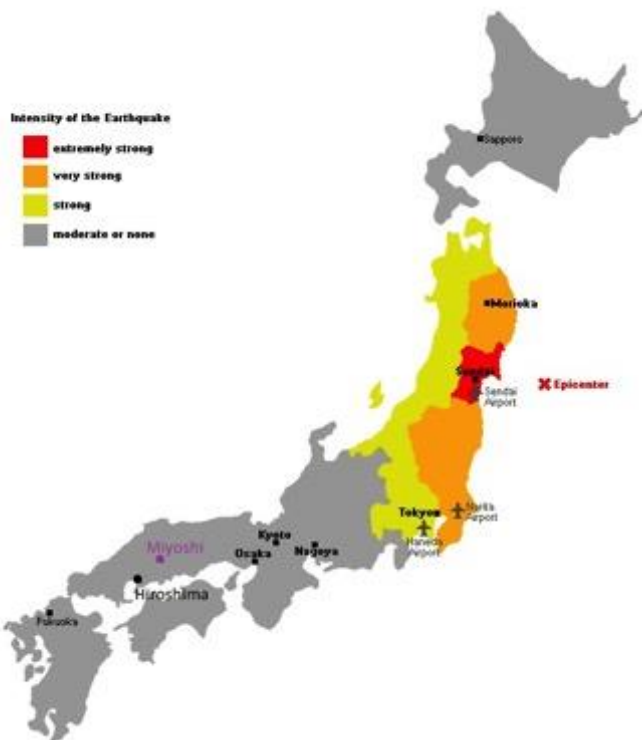 Intensity of the Earthquake
extremely strong
very strong
strong
moderate or none
Sapporo
Morioka
Sendai
Epicenter
Sendai
Airport
Tokyo
Narita
Airport
Haneda
Airport
Kyoto
Miyoshi
Osaka
Nagoya
Hiroshima
Fukuoka